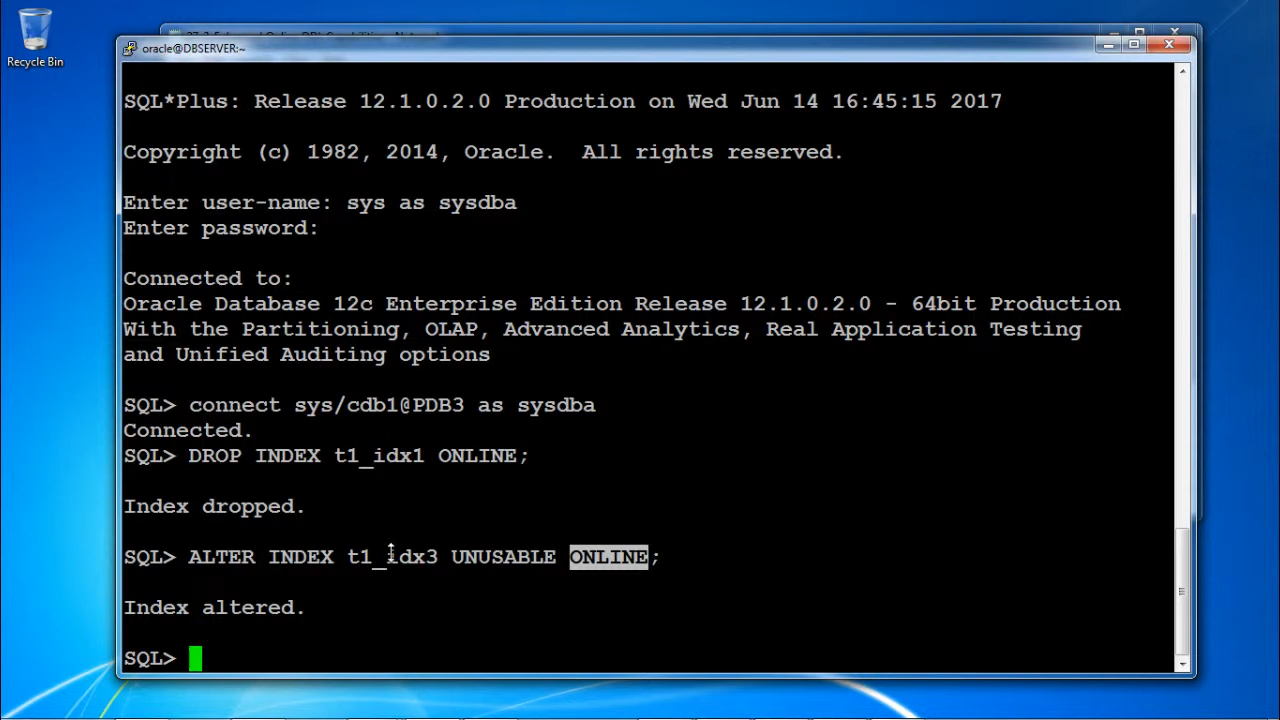 Recycle Bin
oracle@DBSERVER:~
SQL*Plus: Release 12.1.0.2.0 Production on Wed Jun 14 16:45:15 2017
Copyright (c) 1982, 2014, Oracle.  All rights reserved.
Enter user-name: sys as sysdba
Enter password:
Connected to:
Oracle Database 12c Enterprise Edition Release 12.1.0.2.0 - 64bit Production
With the Partitioning, OLAP, Advanced Analytics, Real Application Testing
and Unified Auditing options
SQL> connect sys/cdb1@PDB3 as sysdba
Connected.
SQL> DROP INDEX t1_idx1 ONLINE;
Index dropped.
SQL> ALTER INDEX t1_idx3 UNUSABLE ONLINE;
Index altered.
SQL>